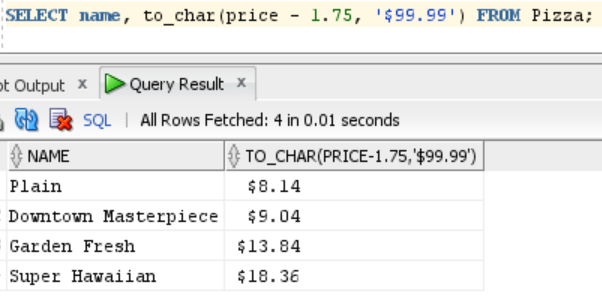 SELECT name, to_char(price - 1.75, '$99.99') FROM Pizza;
pt Output x Query Result x
SQL | All Rows Fetched: 4 in 0.01 seconds
NAME TO_CHAR(PRICE-1.75,'$99.99')
Plain $8.14
Downtown Masterpiece $9.04
Garden Fresh $13.84
Super Hawaiian $18.36